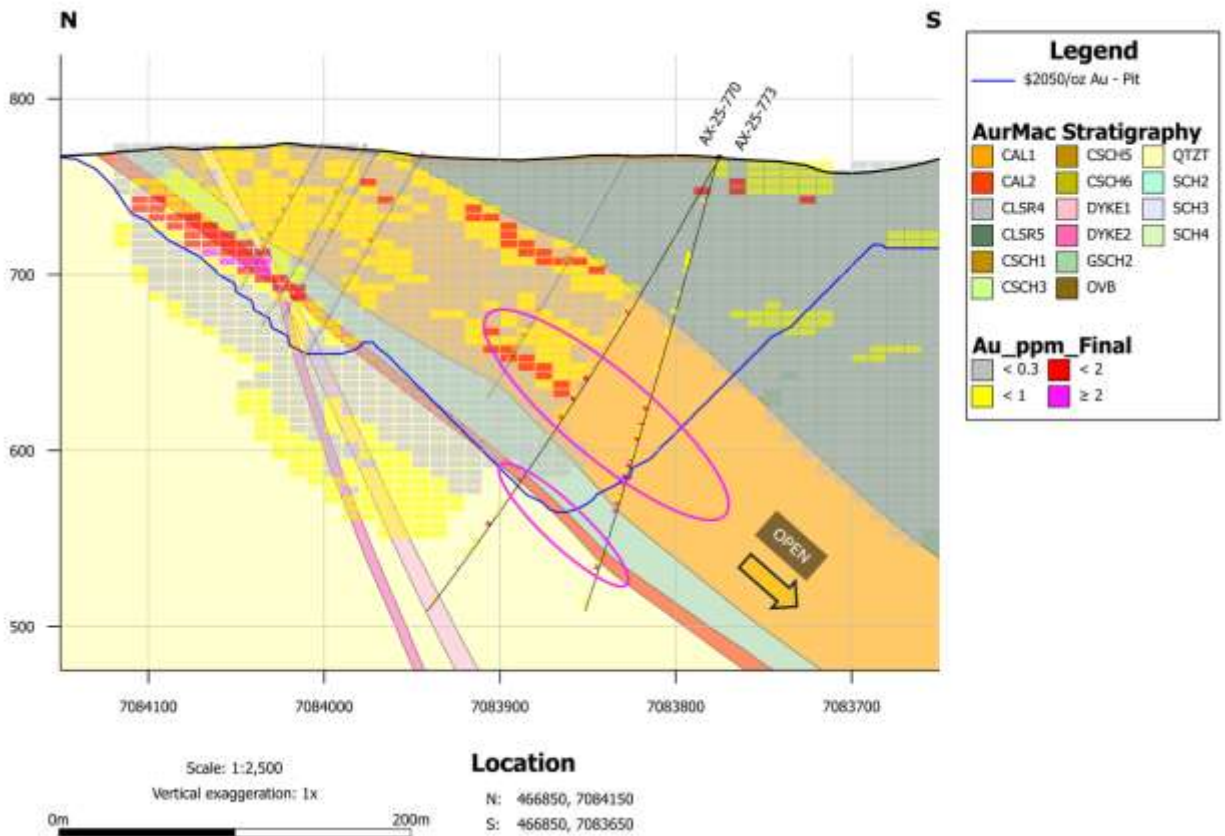 N
S
800
700
600
500
AX-25-770
AX-25-773
OPEN
7084100
7084000
7083900
7083800
7083700
Legend
$2050/oz Au - Pit
AurMac Stratigraphy
CAL1
CSCH5
QTZT
CAL2
CSCH6
SCH2
CLSR4
DYKE1
SCH3
CLSR5
DYKE2
SCH4
CSCH1
GSCH2
CSCH3
OVB
Au_ppm_Final
< 0.3
< 2
< 1
≥ 2
Scale: 1:2,500
Vertical exaggeration: 1x
0m
200m
Location
N: 466850, 7084150
S: 466850, 7083650